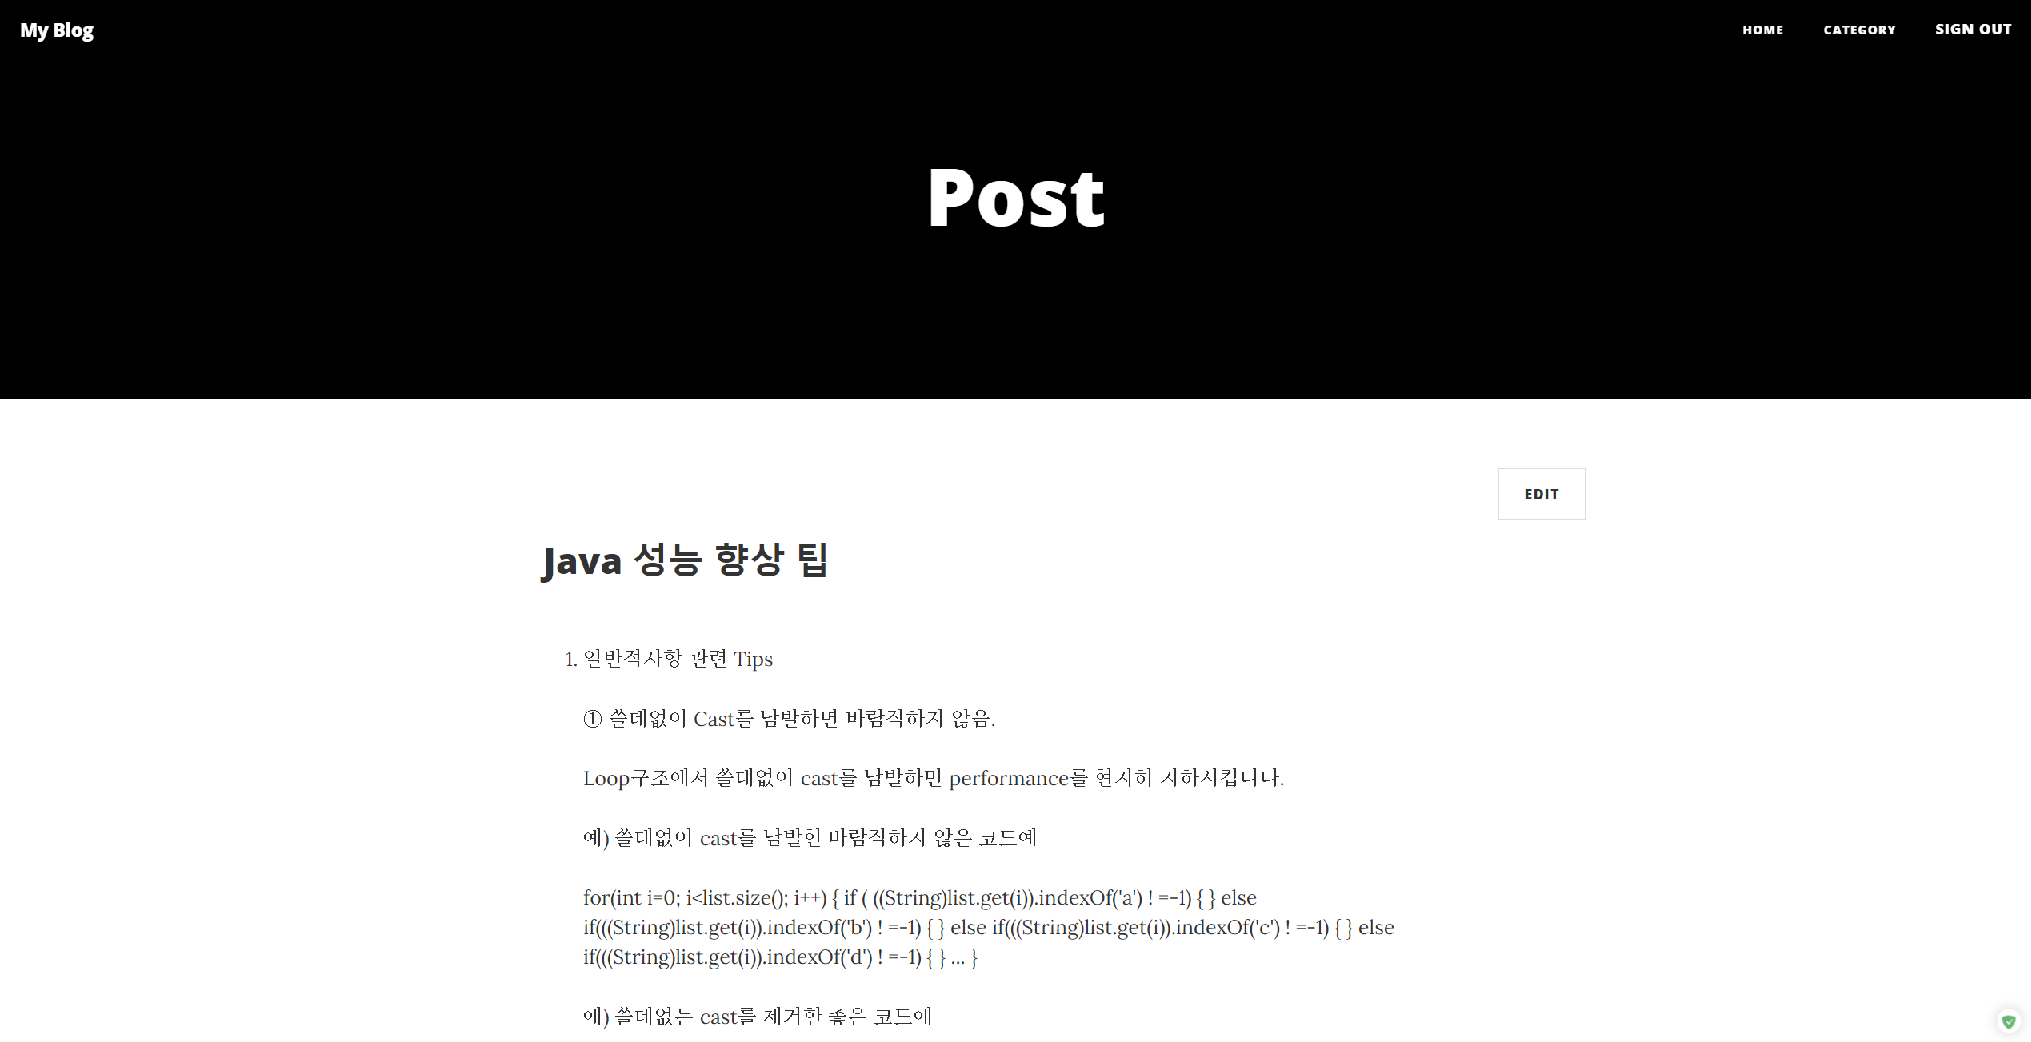 My Blog
HOME
CATEGORY
SIGN OUT
Post
EDIT
Java 성능 향상 팁
1. 일반적사항 관련 Tips
① 쓸데없이 Cast를 남발하면 바람직하지 않음.
Loop구조에서 쓸데없이 cast를 남발하면 performance를 현저히 저하시킵니다.
예) 쓸데없이 cast를 남발한 바람직하지 않은 코드예
for(int i=0; i<list.size(); i++) { if ( ((String)list.get(i)).indexOf('a') ! =-1) { } else
if(((String)list.get(i)).indexOf('b') ! =-1) { } else if(((String)list.get(i)).indexOf('c') ! =-1) { } else
if(((String)list.get(i)).indexOf('d') ! =-1) { } ... }
예) 쓸데없는 cast를 제거한 좋은 코드예